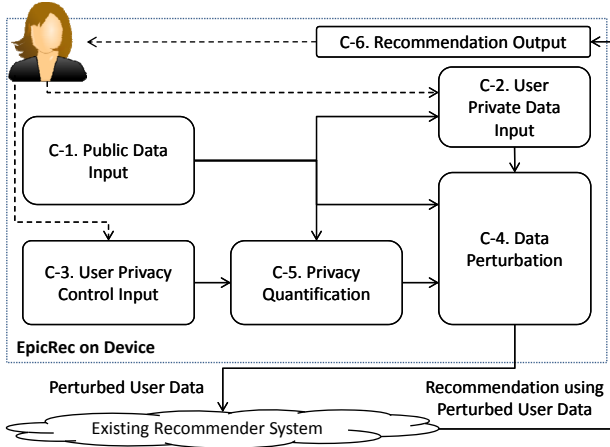 C-6. Recommendation Output
C-2. User
Private Data
Input
C-1. Public Data
Input
C-4. Data
Perturbation
C-3. User Privacy
Control Input
C-5. Privacy
Quantification
EpicRec on Device
Perturbed User Data
Recommendation using
Perturbed User Data
Existing Recommender System